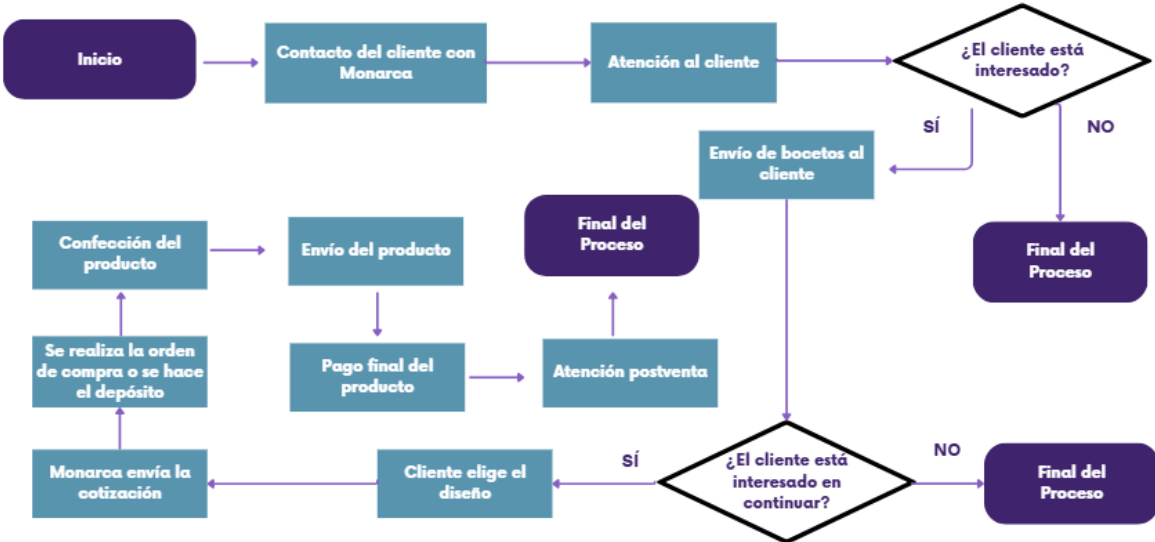 Inicio
Contacto del cliente con
Monarca
Atención al cliente
¿El cliente está
interesado?
SÍ
NO
Envío de bocetos al
cliente
Final del
Proceso
¿El cliente está
interesado en
continuar?
NO
Final del
Proceso
SÍ
Cliente elige el
diseño
Monarca envía la
cotización
Se realiza la orden
de compra o se hace
el depósito
Confección del
producto
Envío del producto
Pago final del
producto
Atención postventa
Final del
Proceso